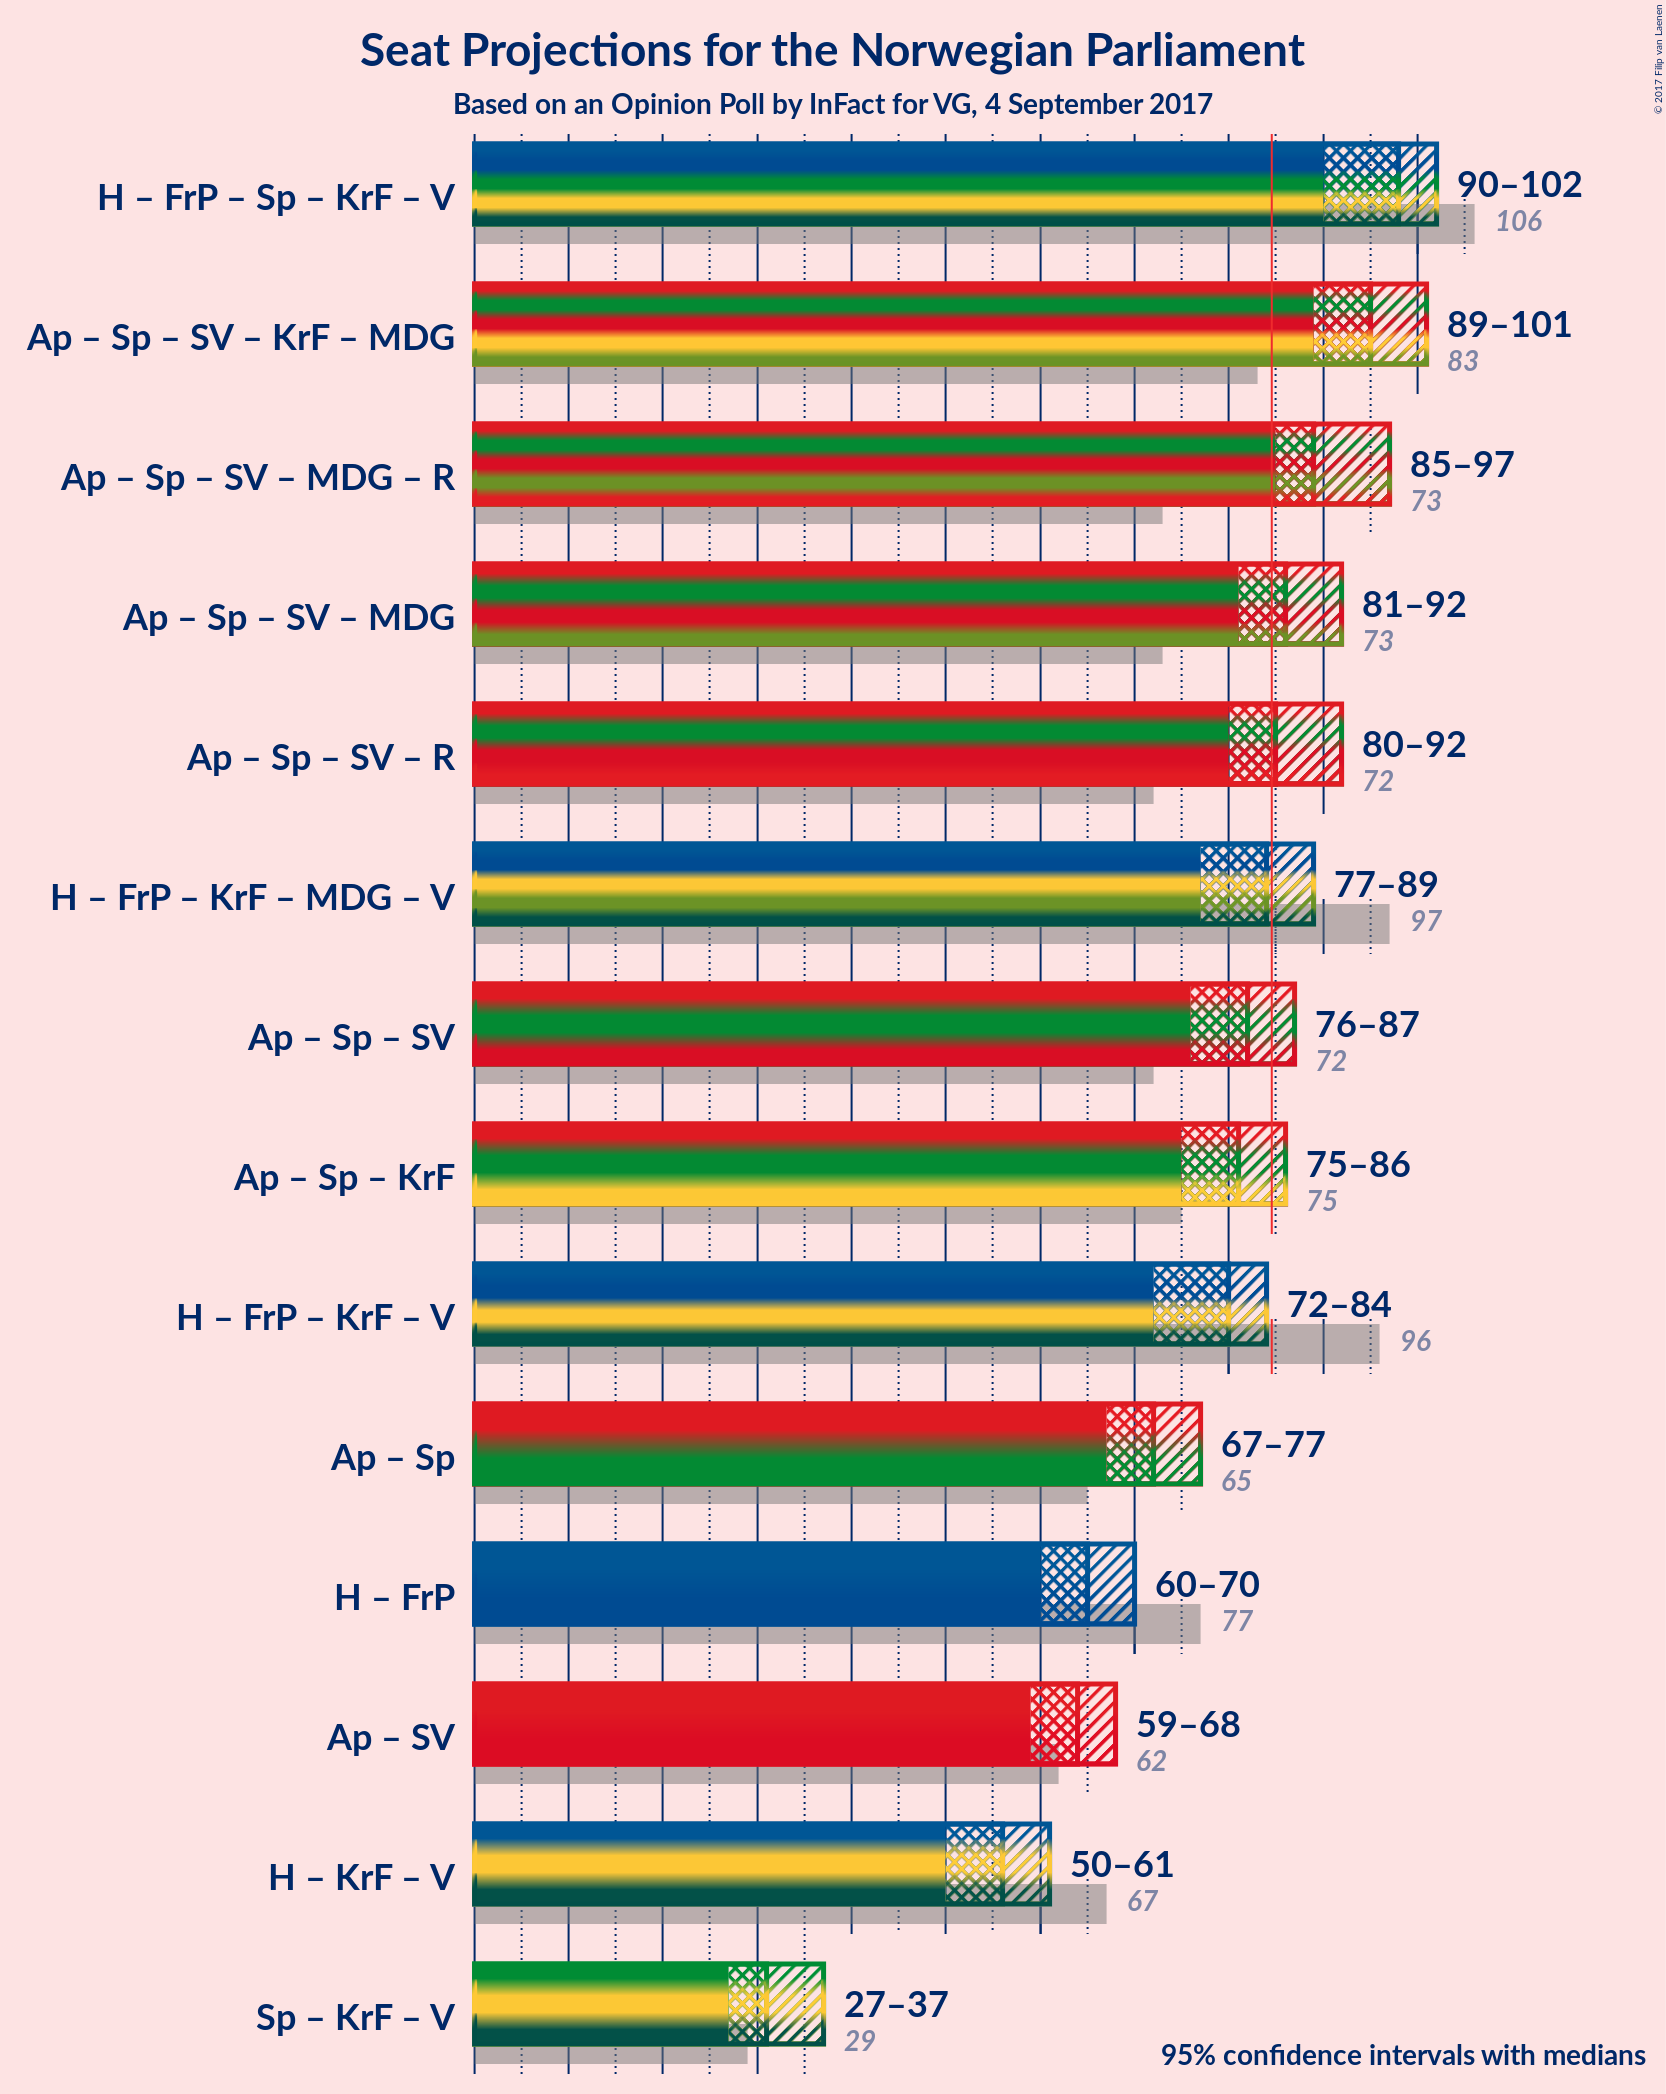 Seat Projections for the Norwegian Parliament
Based on an Opinion Poll by InFact for VG, 4 September 2017
© 2017 Filip van Laenen
H – FrP – Sp – KrF – V
90–102
106
Ap – Sp – SV – KrF – MDG
89–101
83
Ap – Sp – SV – MDG – R
85–97
73
Ap – Sp – SV – MDG
81–92
73
Ap – Sp – SV – R
80–92
72
H – FrP – KrF – MDG – V
77–89
97
Ap – Sp – SV
76–87
72
Ap – Sp – KrF
75–86
75
H – FrP – KrF – V
72–84
96
Ap – Sp
67–77
65
H – FrP
60–70
77
Ap – SV
59–68
62
H – KrF – V
50–61
67
Sp – KrF – V
27–37
29
95% confidence intervals with medians